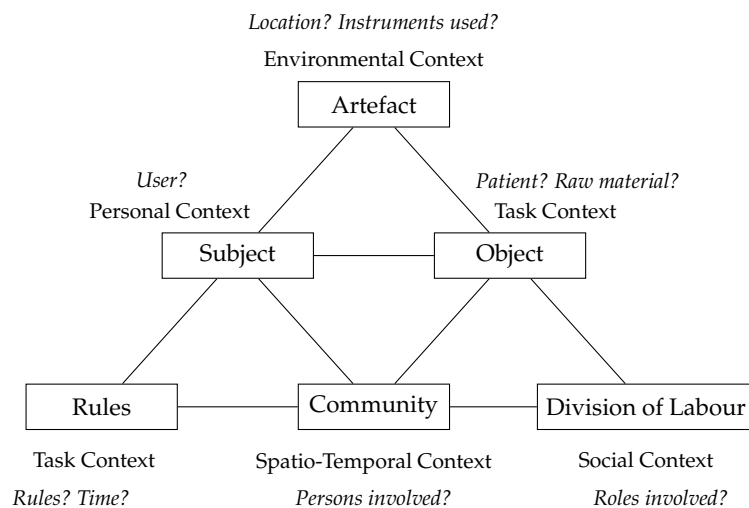 Location? Instruments used?
Environmental Context
Artefact
User?
Patient? Raw material?
Personal Context
Task Context
Subject
Object
Rules
Community
Division of Labour
Task Context
Spatio-Temporal Context
Social Context
Rules? Time?
Persons involved?
Roles involved?